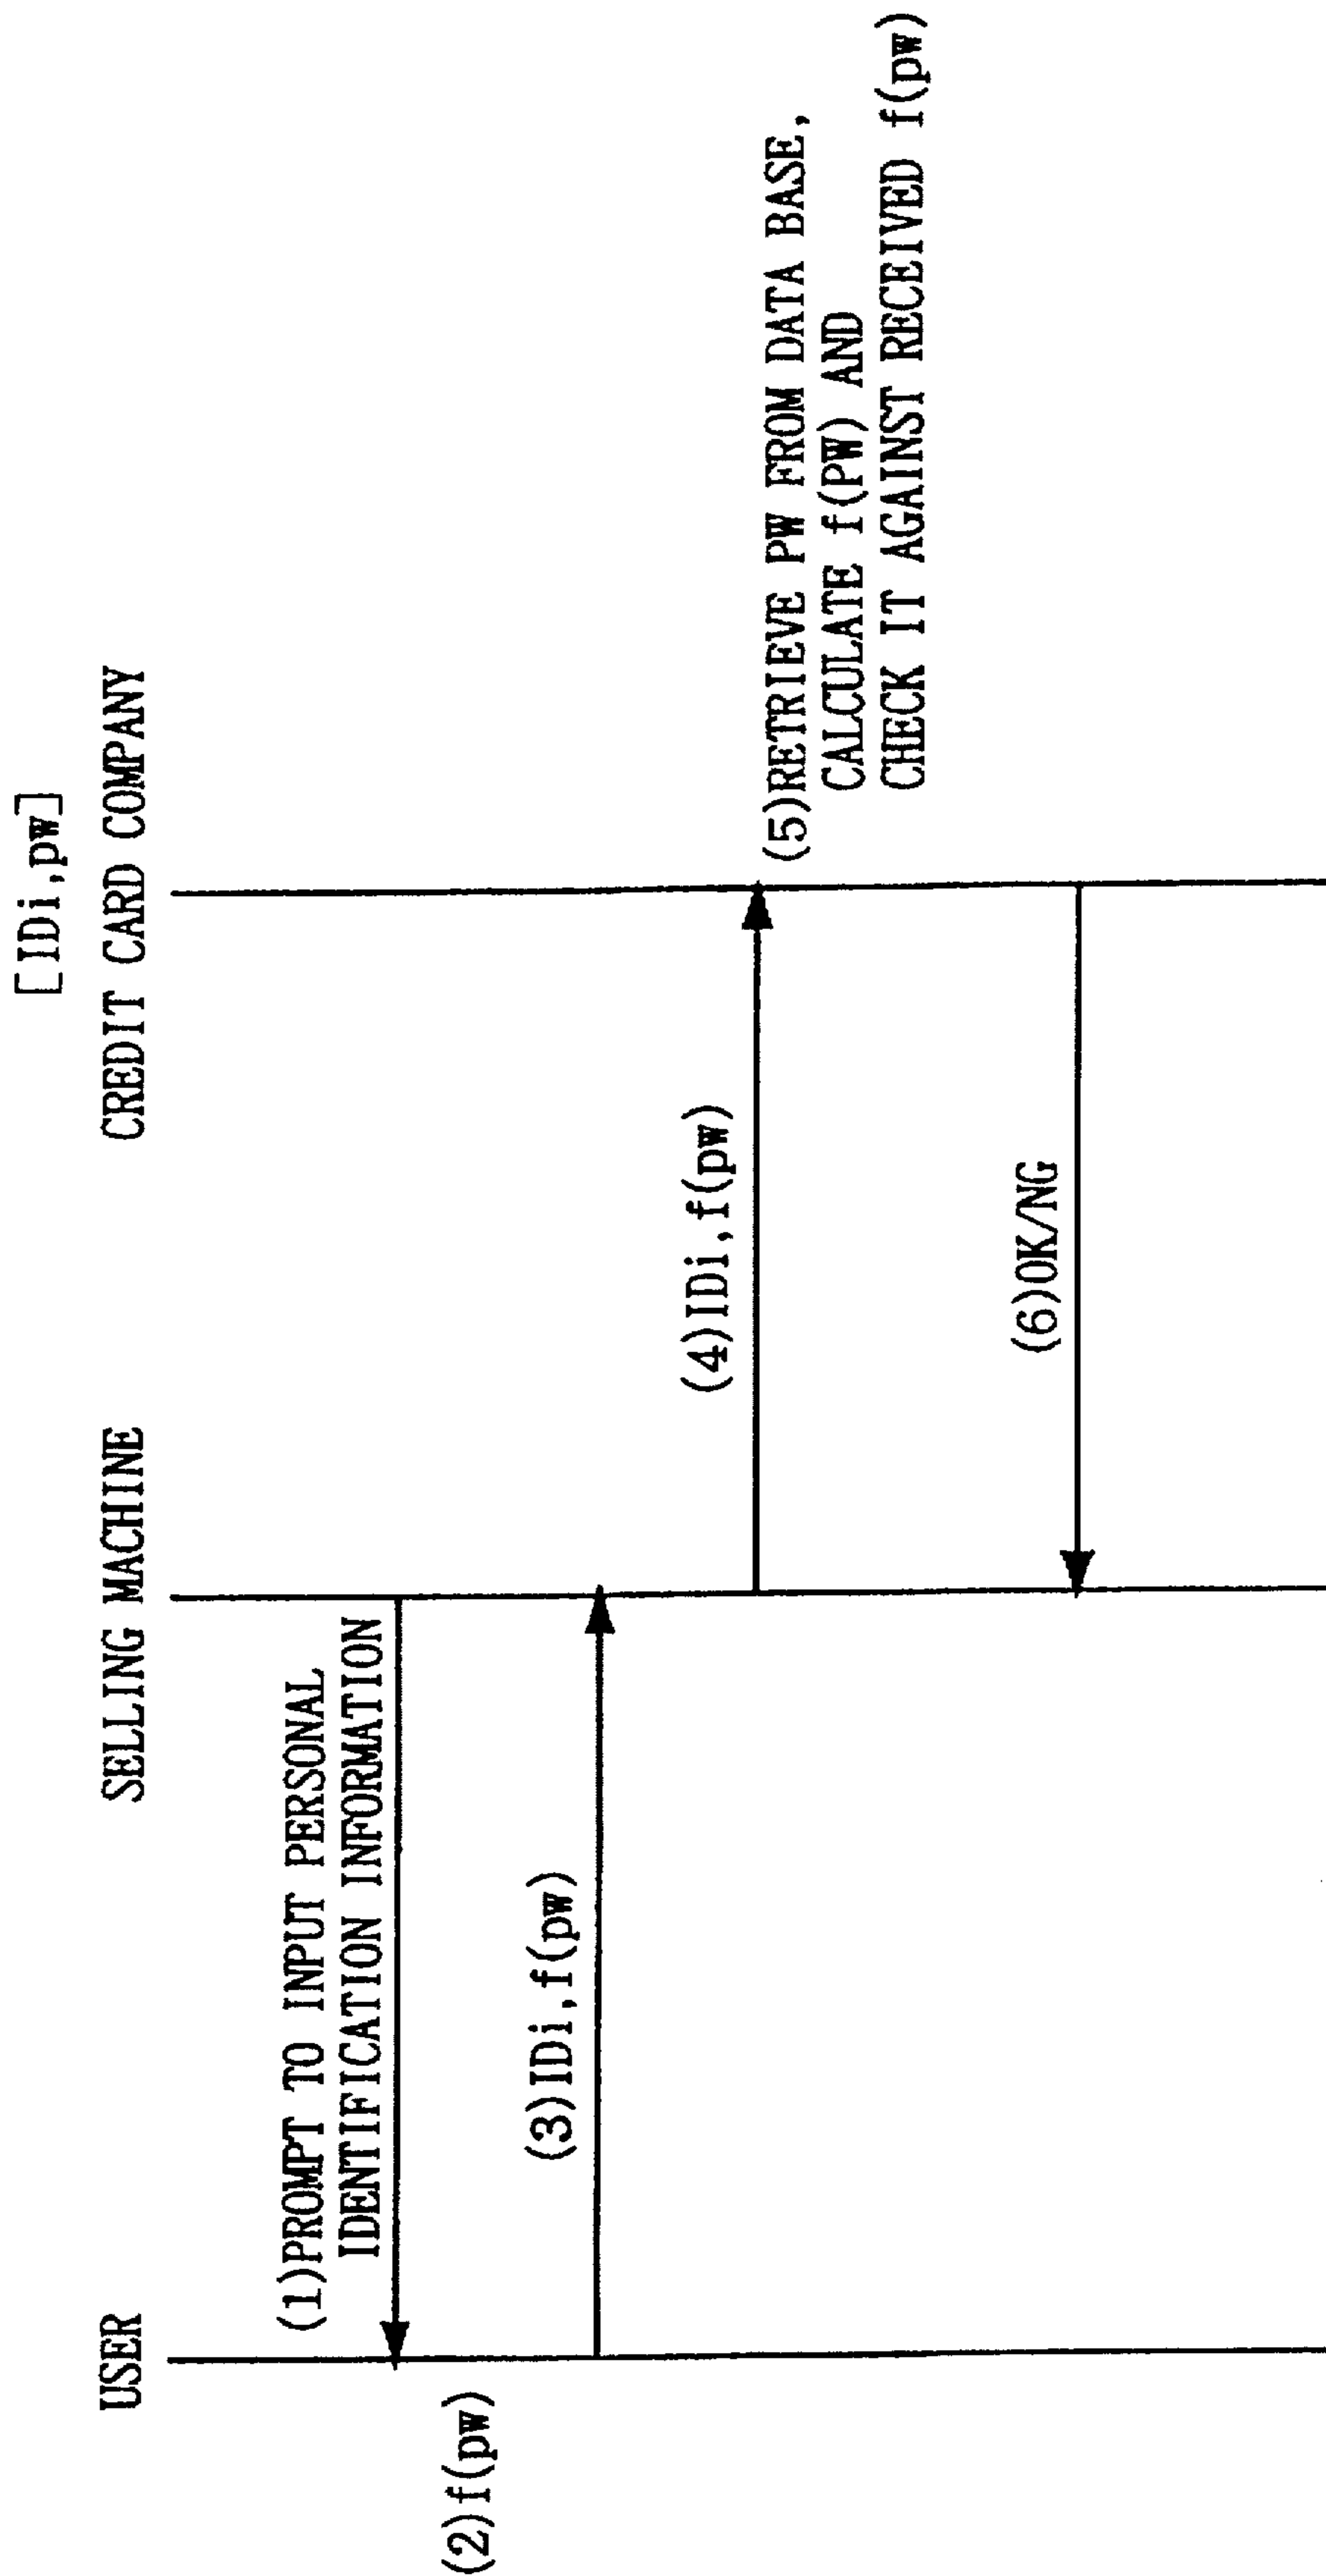 [IDi,pw]
USER
SELLING MACHINE
CREDIT CARD COMPANY
(1)PROMPT TO INPUT PERSONAL
IDENTIFICATION INFORMATION
(2)f(pw)
(3)IDi,f(pw)
(4)IDi,f(pw)
(5)RETRIEVE PW FROM DATA BASE,
CALCULATE f(PW) AND
CHECK IT AGAINST RECEIVED f(pw)
(6)OK/NG